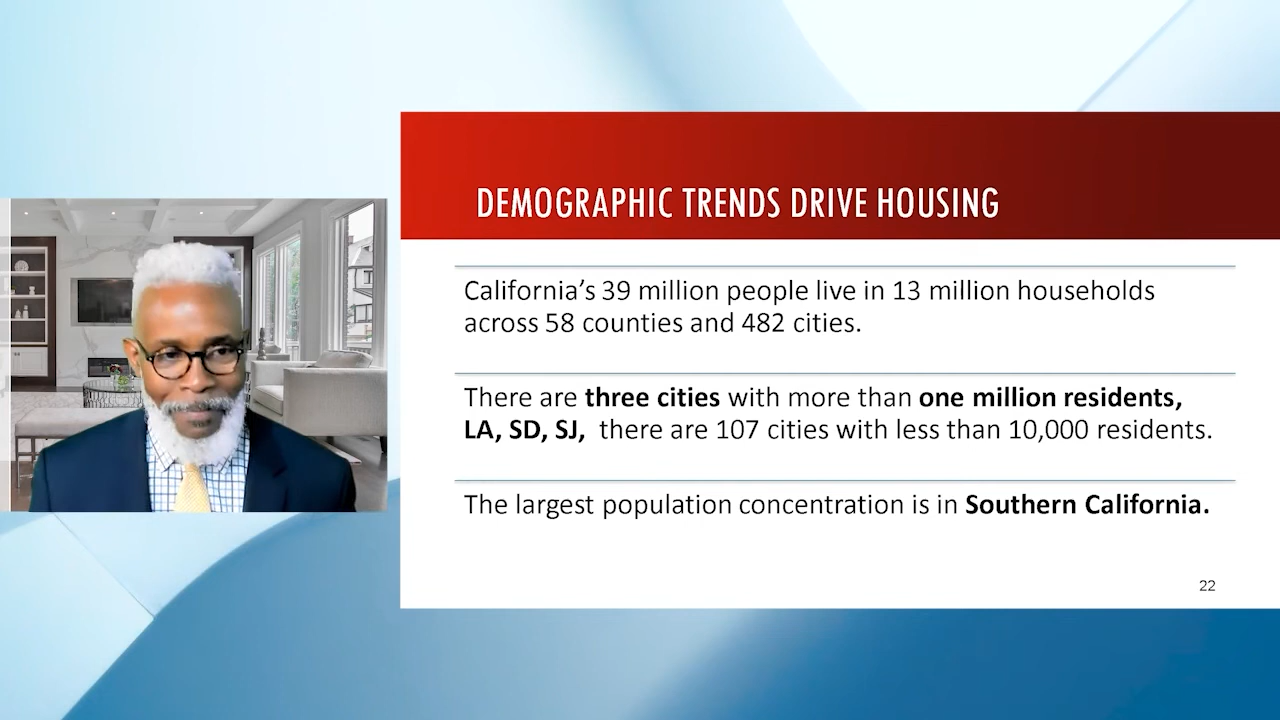 DEMOGRAPHIC TRENDS DRIVE HOUSING
California’s 39 million people live in 13 million households
across 58 counties and 482 cities.
There are three cities with more than one million residents,
LA, SD, SJ, there are 107 cities with less than 10,000 residents.
The largest population concentration is in Southern California.
22